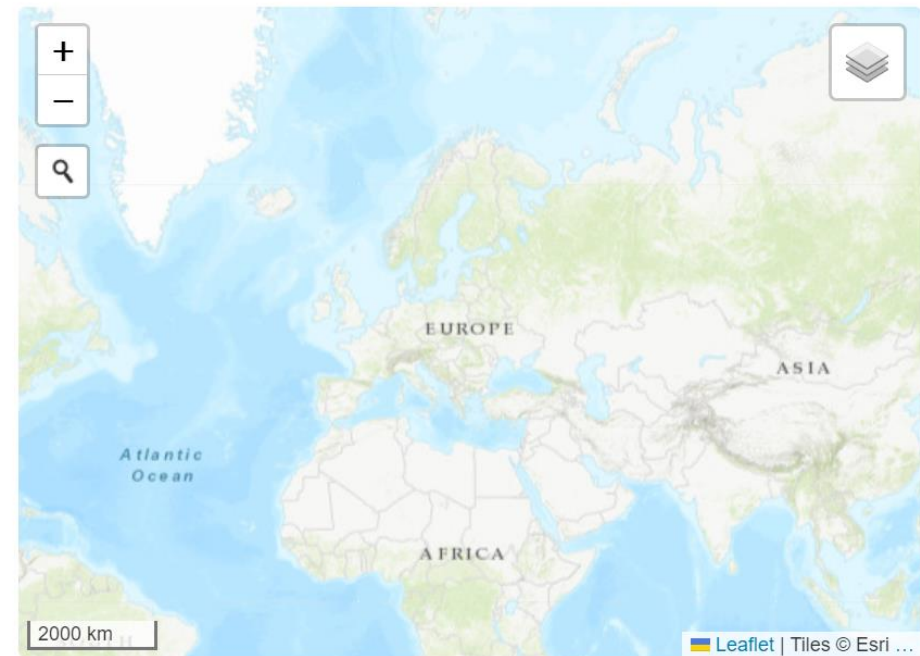 +
−
EUROPE
ASIA
Atlantic
Ocean
AFRICA
2000 km
Leaflet | Tiles © Esri …